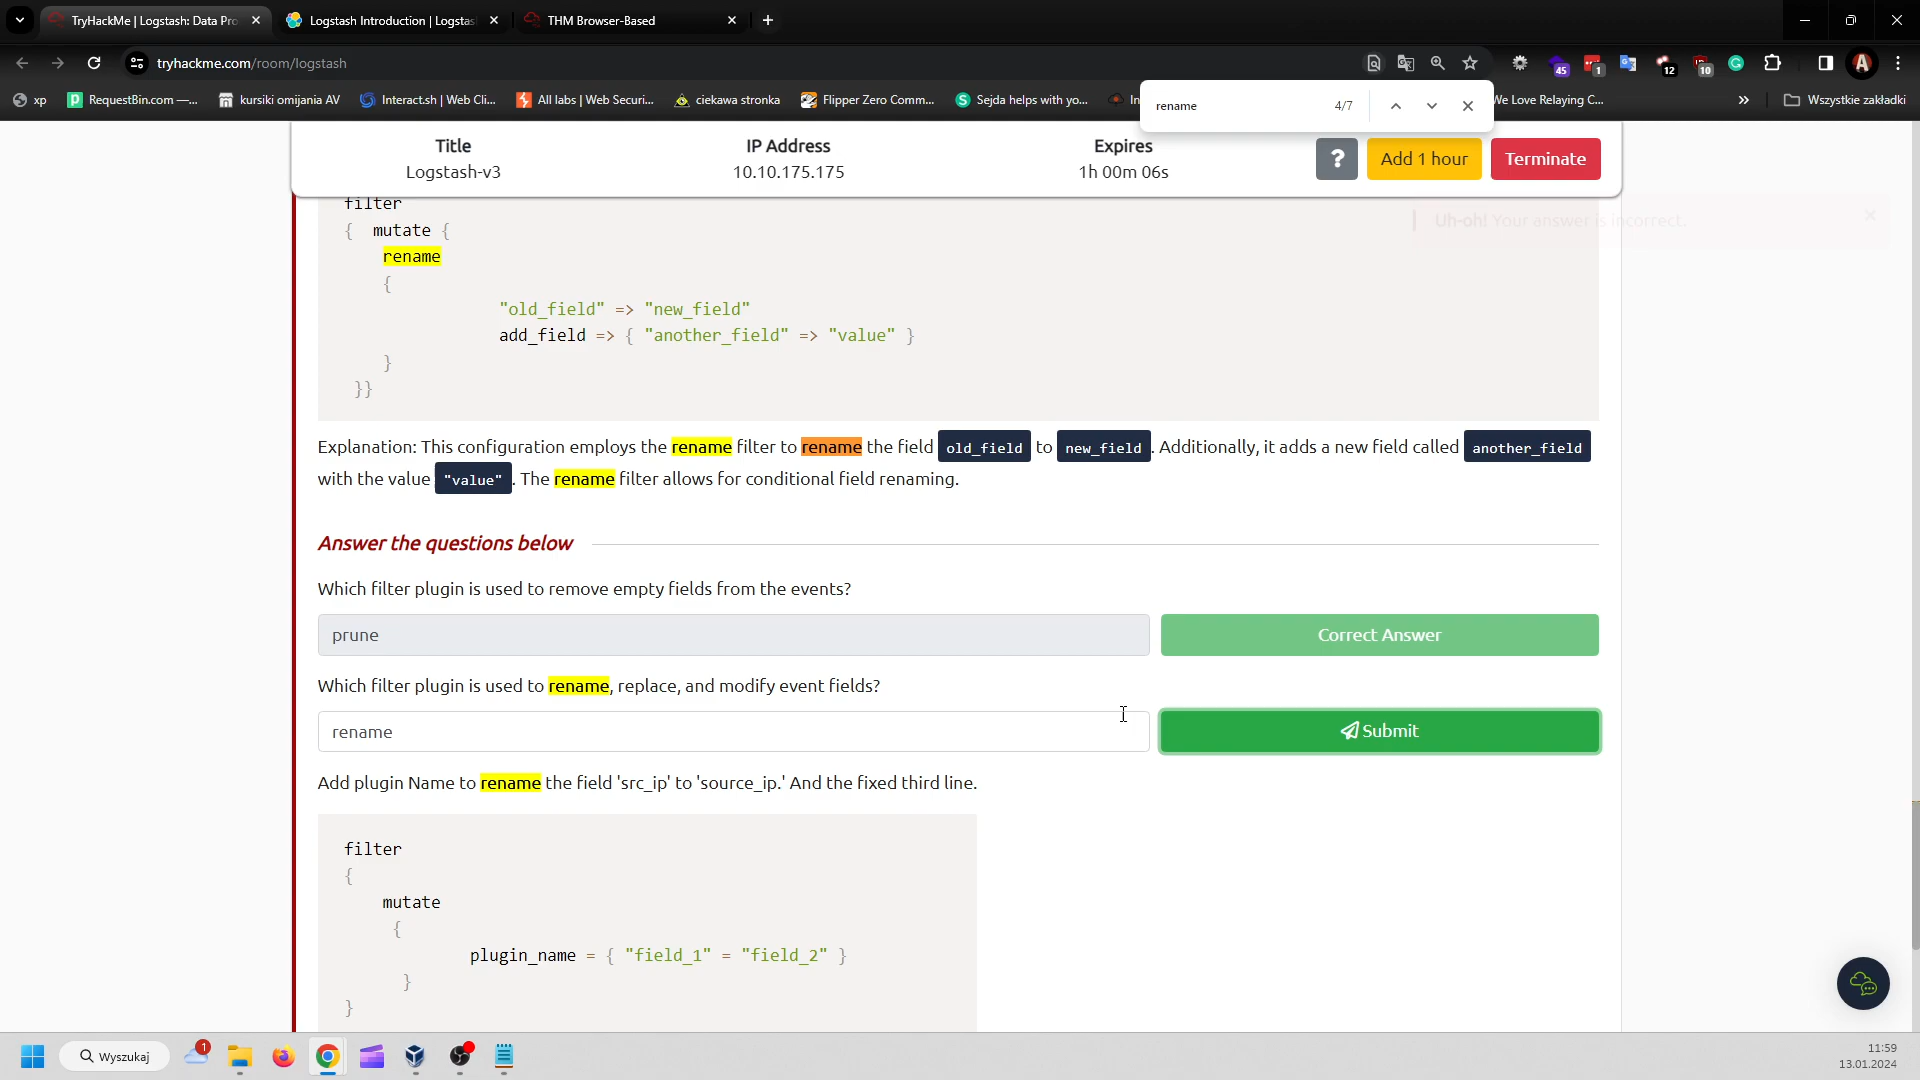 TryHackMe | Logstash: Data Pro
Logstash Introduction | Logstas
THM Browser-Based
tryhackme.com/room/logstash
45
1
12
10
A
xp
RequestBin.com —...
kursiki omijania AV
Interact.sh | Web Cli...
All labs | Web Securi...
ciekawa stronka
Flipper Zero Comm...
Sejda helps with yo...
In
We Love Relaying C...
»
Wszystkie zakładki
rename
4/7
Title
IP Address
Expires
Logstash-v3
10.10.175.175
1h 00m 06s
?
Add 1 hour
Terminate
Uh-oh! Your answer is incorrect.
filter
{ mutate {
rename
{
"old_field" => "new_field"
add_field => { "another_field" => "value" }
}
}}
Explanation: This configuration employs the rename filter to rename the field old_field to new_field. Additionally, it adds a new field called another_field
with the value "value". The rename filter allows for conditional field renaming.
Answer the questions below
Which filter plugin is used to remove empty fields from the events?
prune
Correct Answer
Which filter plugin is used to rename, replace, and modify event fields?
rename
Submit
Add plugin Name to rename the field 'src_ip' to 'source_ip.' And the fixed third line.
filter
{
mutate
{
plugin_name = { "field_1" = "field_2" }
}
}
Wyszukaj
1
11:59
13.01.2024